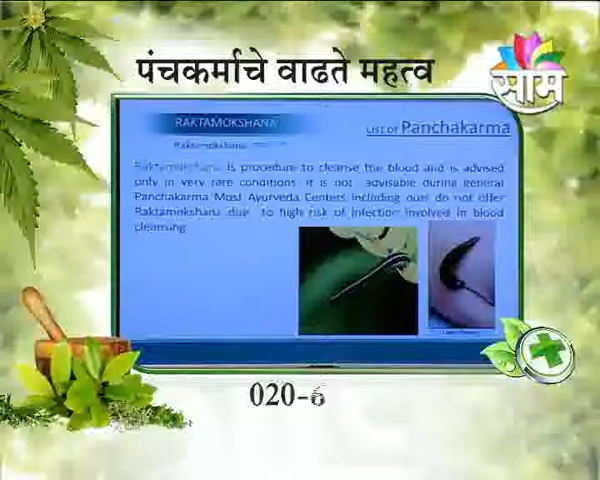 पंचकर्माचे वाढते महत्व
साम
RAKTAMOKSHANA
List of Panchakarma
Raktamokshana
Raktamokshana is procedure to cleanse the blood and is advised
only in very rare conditions it is not advisable during general
Panchakarma Most Ayurveda Centers including ours do not offer
Raktamokshana due to high risk of infection involved in blood
cleansing
020-6